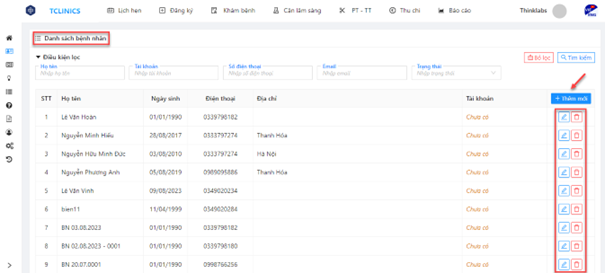 TCLINICS Lịch hẹn Đăng ký Khám bệnh Cận lâm sàng PT - TT Thu chi Báo cáo Thinklabs
Danh sách bệnh nhân
Điều kiện lọc Bỏ lọc Tìm kiếm
Họ tên Tài khoản Số điện thoại Email Trạng thái
Nhập họ tên Nhập tài khoản Nhập số điện thoại Nhập email Nhập trạng thái
STT Họ tên Ngày sinh Điện thoại Địa chỉ Tài khoản + Thêm mới
1 Lê Văn Hoàn 01/01/1990 0339798182 Chưa có
2 Nguyễn Minh Hiếu 28/08/2017 0333797274 Thanh Hóa Chưa có
3 Nguyễn Hữu Minh Đức 03/08/2010 0333797274 Hà Nội Chưa có
4 Nguyễn Phương Anh 05/08/2019 0989095886 Thanh Hóa Chưa có
5 Lê Văn Vinh 09/08/2023 0349020234 Chưa có
6 bien11 11/04/1999 0349020284 Chưa có
7 BN 03.08.2023 01/01/1990 0339798182 Chưa có
8 BN 02.08.2023 - 0001 01/01/1990 0339798180 Chưa có
9 BN 20.07.0001 01/01/1990 0998766256 Chưa có